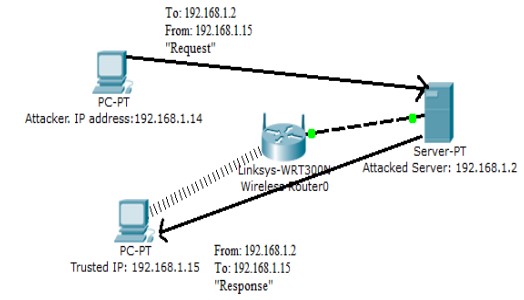 To: 192.168.1.2
From: 192.168.1.15
"Request"
PC-PT
Attacker. IP address:192.168.1.14
Server-PT
Attacked Server: 192.168.1.2
Linksys-WRT300N
Wireless Router0
PC-PT
Trusted IP: 192.168.1.15
From: 192.168.1.2
To: 192.168.1.15
"Response"